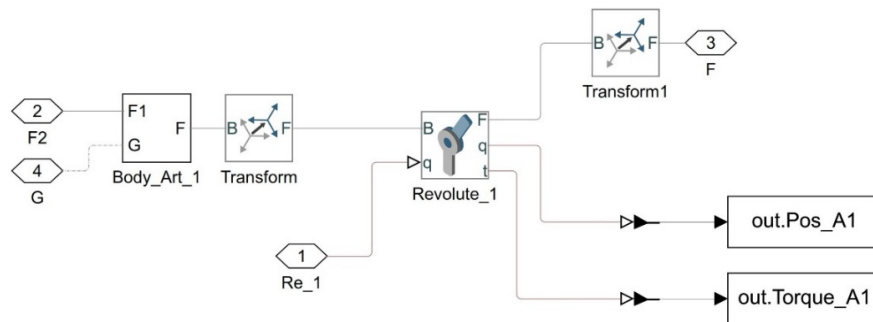 3
B
F
F
Transform1
2
F1
F
B
F
B
F
F2
G
q
q
4
t
G
Body_Art_1
Transform
Revolute_1
out.Pos_A1
1
Re_1
out.Torque_A1